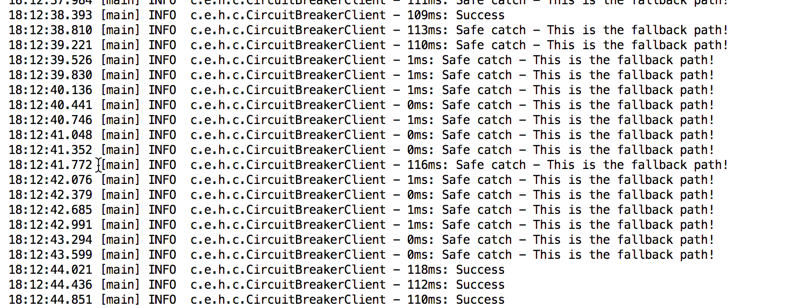 18:12:37.984 [main] INFO  c.e.h.c.CircuitBreakerClient - 111ms: Safe catch - This is the fallback path!
18:12:38.393 [main] INFO  c.e.h.c.CircuitBreakerClient - 109ms: Success
18:12:38.810 [main] INFO  c.e.h.c.CircuitBreakerClient - 113ms: Safe catch - This is the fallback path!
18:12:39.221 [main] INFO  c.e.h.c.CircuitBreakerClient - 110ms: Safe catch - This is the fallback path!
18:12:39.526 [main] INFO  c.e.h.c.CircuitBreakerClient - 1ms: Safe catch - This is the fallback path!
18:12:39.830 [main] INFO  c.e.h.c.CircuitBreakerClient - 1ms: Safe catch - This is the fallback path!
18:12:40.136 [main] INFO  c.e.h.c.CircuitBreakerClient - 1ms: Safe catch - This is the fallback path!
18:12:40.441 [main] INFO  c.e.h.c.CircuitBreakerClient - 0ms: Safe catch - This is the fallback path!
18:12:40.746 [main] INFO  c.e.h.c.CircuitBreakerClient - 1ms: Safe catch - This is the fallback path!
18:12:41.048 [main] INFO  c.e.h.c.CircuitBreakerClient - 0ms: Safe catch - This is the fallback path!
18:12:41.352 [main] INFO  c.e.h.c.CircuitBreakerClient - 0ms: Safe catch - This is the fallback path!
18:12:41.772 [main] INFO  c.e.h.c.CircuitBreakerClient - 116ms: Safe catch - This is the fallback path!
18:12:42.076 [main] INFO  c.e.h.c.CircuitBreakerClient - 1ms: Safe catch - This is the fallback path!
18:12:42.379 [main] INFO  c.e.h.c.CircuitBreakerClient - 0ms: Safe catch - This is the fallback path!
18:12:42.685 [main] INFO  c.e.h.c.CircuitBreakerClient - 1ms: Safe catch - This is the fallback path!
18:12:42.991 [main] INFO  c.e.h.c.CircuitBreakerClient - 1ms: Safe catch - This is the fallback path!
18:12:43.294 [main] INFO  c.e.h.c.CircuitBreakerClient - 0ms: Safe catch - This is the fallback path!
18:12:43.599 [main] INFO  c.e.h.c.CircuitBreakerClient - 0ms: Safe catch - This is the fallback path!
18:12:44.021 [main] INFO  c.e.h.c.CircuitBreakerClient - 118ms: Success
18:12:44.436 [main] INFO  c.e.h.c.CircuitBreakerClient - 112ms: Success
18:12:44.851 [main] INFO  c.e.h.c.CircuitBreakerClient - 110ms: Success